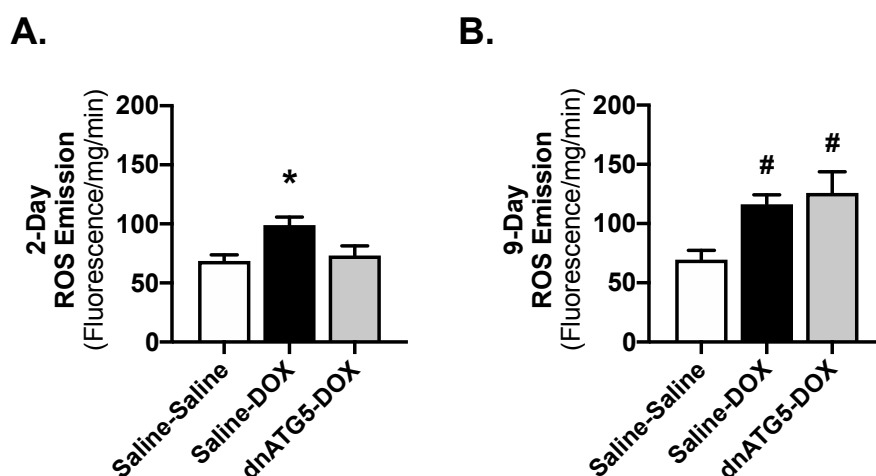 A.
2-Day
ROS Emission
(Fluorescence/mg/min)
200
150
100
50
0
*
Saline-Saline
Saline-DOX
dnATG5-DOX
B.
9-Day
ROS Emission
(Fluorescence/mg/min)
200
150
100
50
0
#
#
Saline-Saline
Saline-DOX
dnATG5-DOX